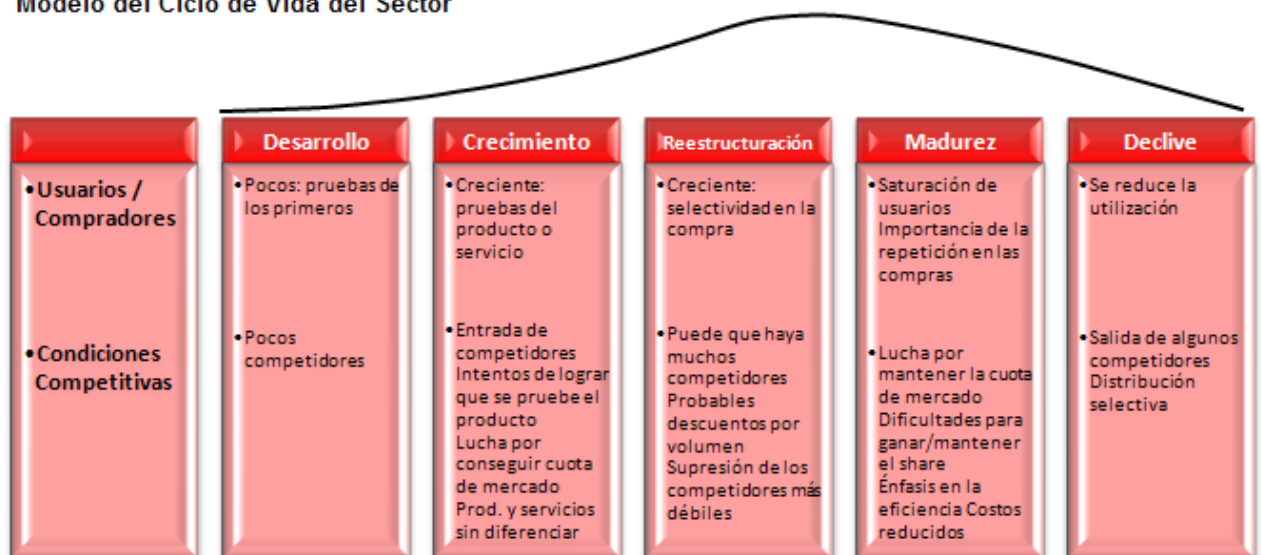 Modelo del Ciclo de Vida del Sector
•Usuarios /
Compradores
•Condiciones
Competitivas
Desarrollo
•Pocos: pruebas de
los primeros
•Pocos
competidores
Crecimiento
•Creciente:
pruebas del
producto o
servicio
•Entrada de
competidores
Intentos de lograr
que se pruebe el
producto
Lucha por
conseguir cuota
de mercado
Prod. y servicios
sin diferenciar
Reestructuración
•Creciente:
selectividad en la
compra
•Puede que haya
muchos
competidores
Probables
descuentos por
volumen
Supresión de los
competidores más
débiles
Madurez
•Saturación de
usuarios
Importancia de la
repetición en las
compras
•Lucha por
mantener la cuota
de mercado
Dificultades para
ganar/mantener
el share
Énfasis en la
eficiencia Costos
reducidos
Declive
•Se reduce la
utilización
•Salida de algunos
competidores
Distribución
selectiva